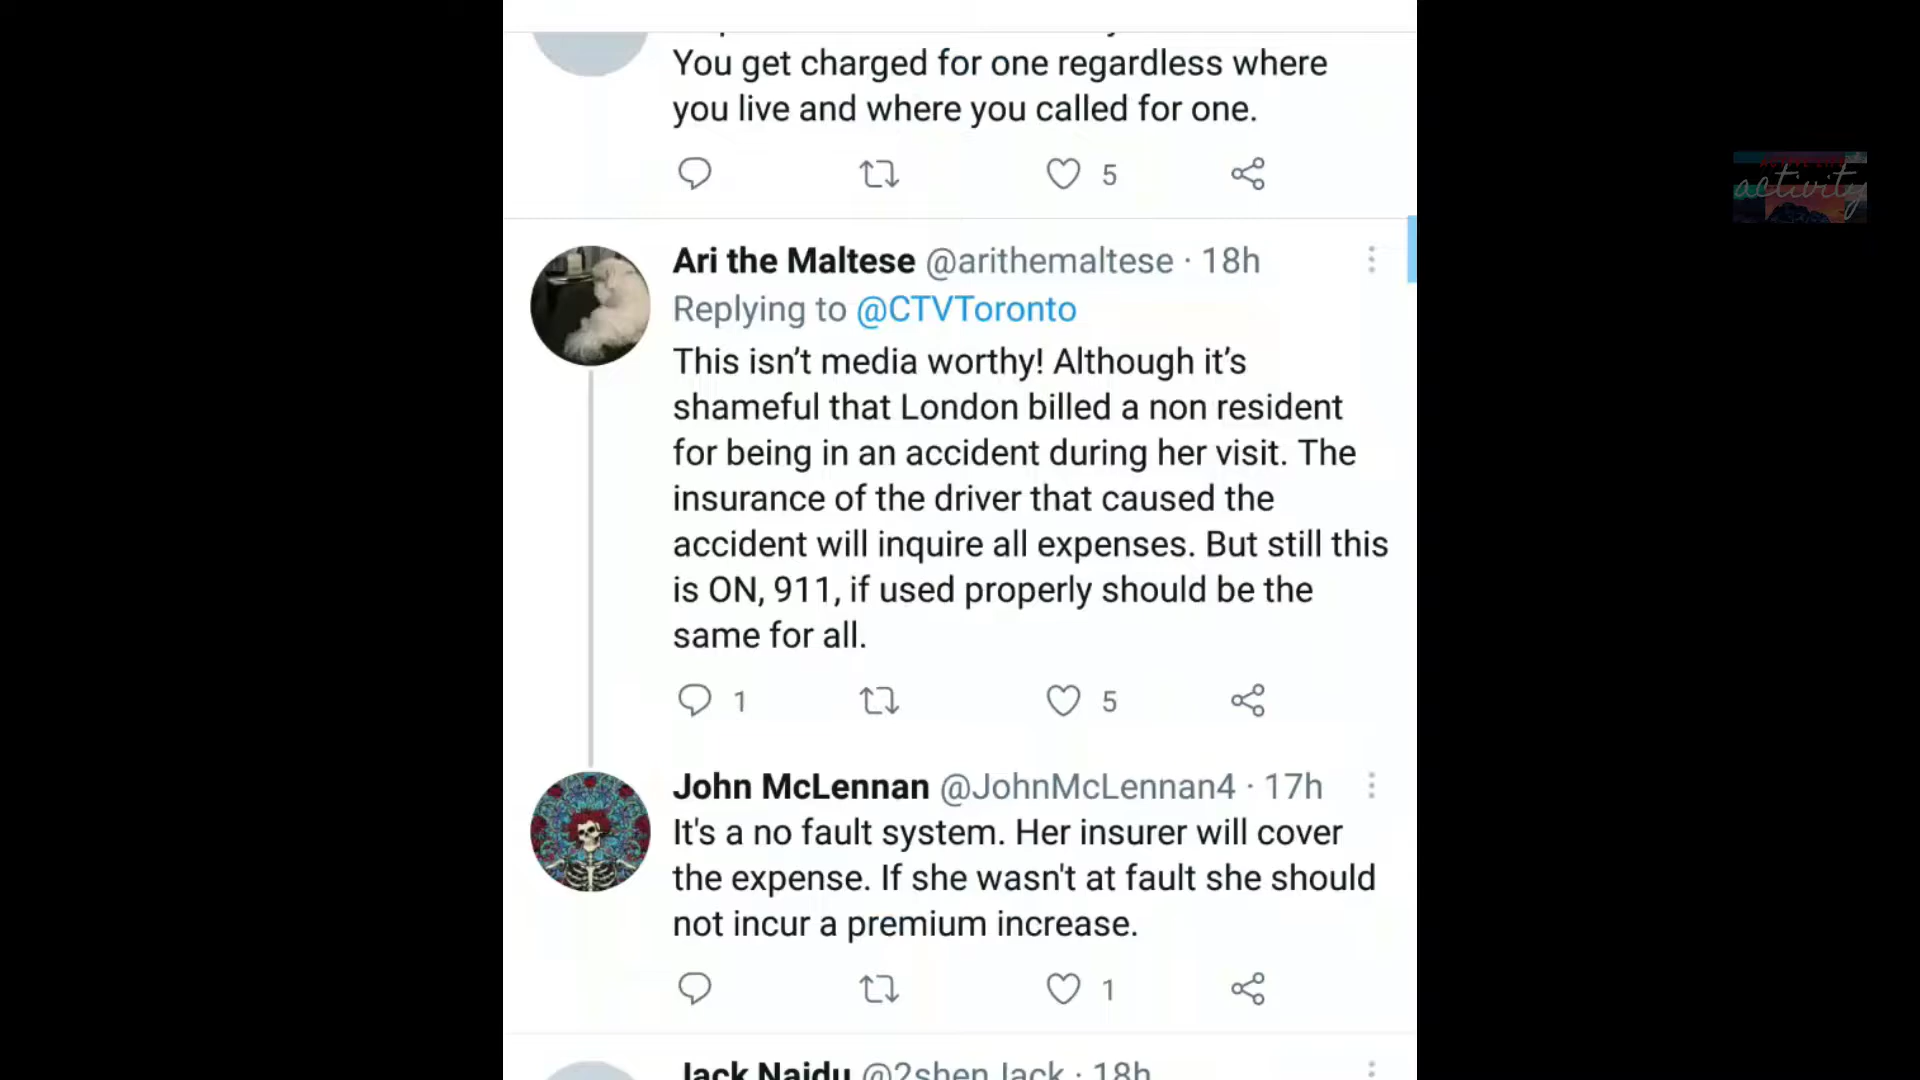 You get charged for one regardless where
you live and where you called for one.
5
Ari the Maltese @arithemaltese · 18h
Replying to @CTVToronto
This isn’t media worthy! Although it’s
shameful that London billed a non resident
for being in an accident during her visit. The
insurance of the driver that caused the
accident will inquire all expenses. But still this
is ON, 911, if used properly should be the
same for all.
1 5
John McLennan @JohnMcLennan4 · 17h
It's a no fault system. Her insurer will cover
the expense. If she wasn't at fault she should
not incur a premium increase.
1
Jack Naidu @2shenJack · 18h
activity